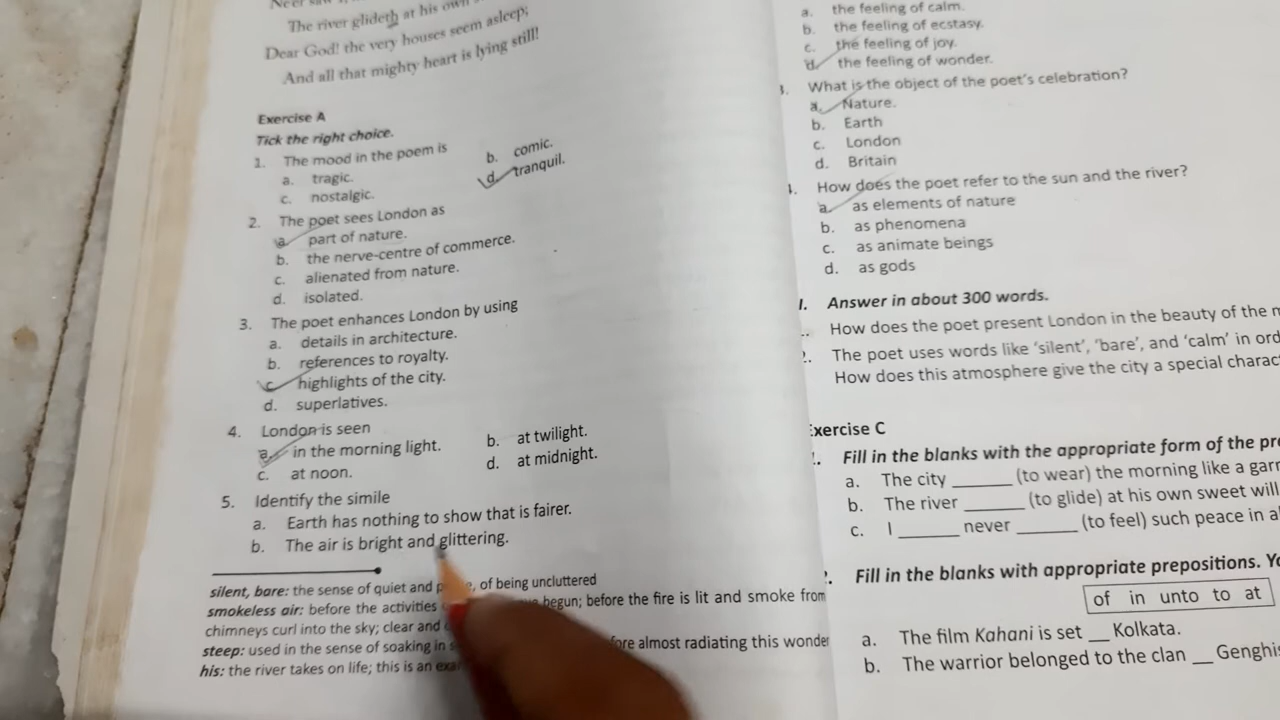 The river glideth at his own
Dear God! the very houses seem asleep;
And all that mighty heart is lying still!
Exercise A
Tick the right choice.
1. The mood in the poem is
a. tragic.
b. comic.
c. nostalgic.
d. tranquil.
2. The poet sees London as
a. part of nature.
b. the nerve-centre of commerce.
c. alienated from nature.
d. isolated.
3. The poet enhances London by using
a. details in architecture.
b. references to royalty.
c. highlights of the city.
d. superlatives.
4. London is seen
a. in the morning light.
b. at twilight.
c. at noon.
d. at midnight.
5. Identify the simile
a. Earth has nothing to show that is fairer.
b. The air is bright and glittering.
silent, bare: the sense of quiet and of being uncluttered
smokeless air: before the activities begun; before the fire is lit and smoke from
chimneys curl into the sky; clear and
steep: used in the sense of soaking in almost radiating this
his: the river takes on life; this is an
a. the feeling of calm.
b. the feeling of ecstasy.
c. the feeling of joy.
d. the feeling of wonder.
What is the object of the poet's celebration?
a. Nature.
b. Earth
c. London
d. Britain
How does the poet refer to the sun and the river?
a. as elements of nature
b. as phenomena
c. as animate beings
d. as gods
Answer in about 300 words.
How does the poet present London in the beauty of the
The poet uses words like 'silent', 'bare', and 'calm' in
How does this atmosphere give the city a special
Exercise C
Fill in the blanks with the appropriate form of the
a. The city ______ (to wear) the morning like a
b. The river ______ (to glide) at his own sweet will
c. I ______ never ______ (to feel) such peace in
Fill in the blanks with appropriate prepositions.
of in unto to at
a. The film Kahani is set __ Kolkata.
b. The warrior belonged to the clan __